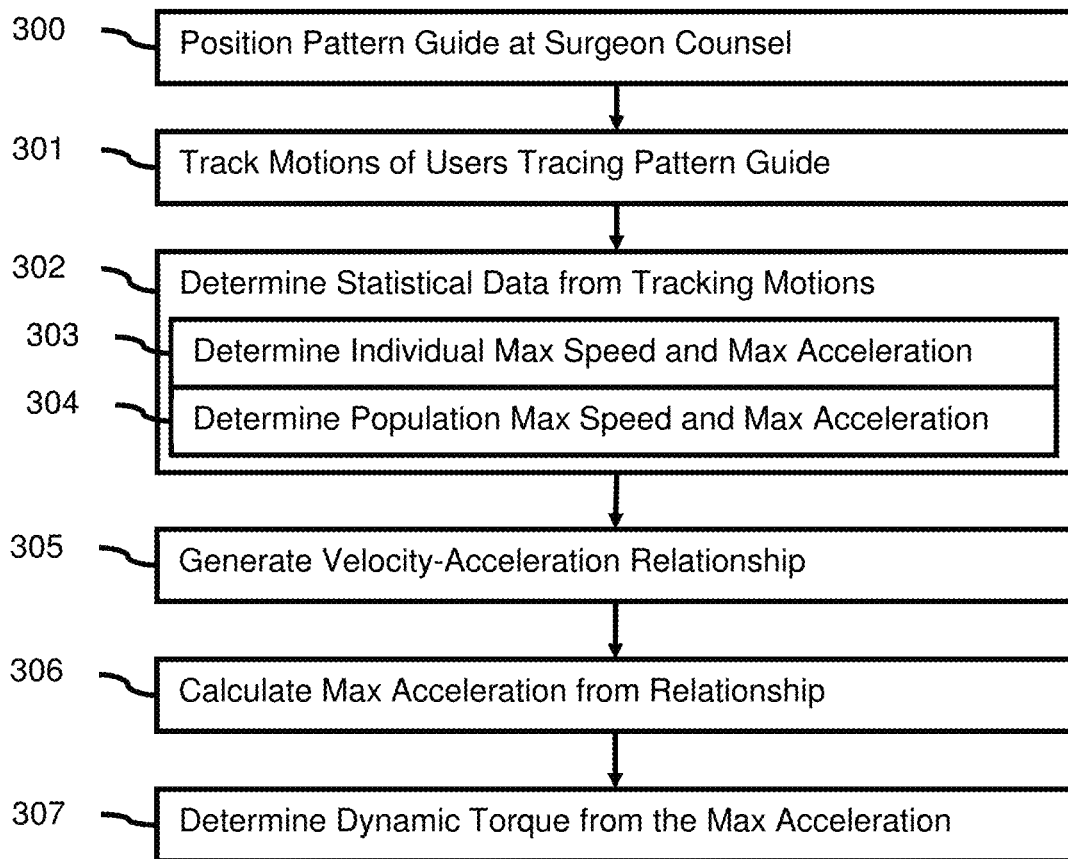 300 Position Pattern Guide at Surgeon Counsel
301 Track Motions of Users Tracing Pattern Guide
302 Determine Statistical Data from Tracking Motions
303 Determine Individual Max Speed and Max Acceleration
304 Determine Population Max Speed and Max Acceleration
305 Generate Velocity-Acceleration Relationship
306 Calculate Max Acceleration from Relationship
307 Determine Dynamic Torque from the Max Acceleration